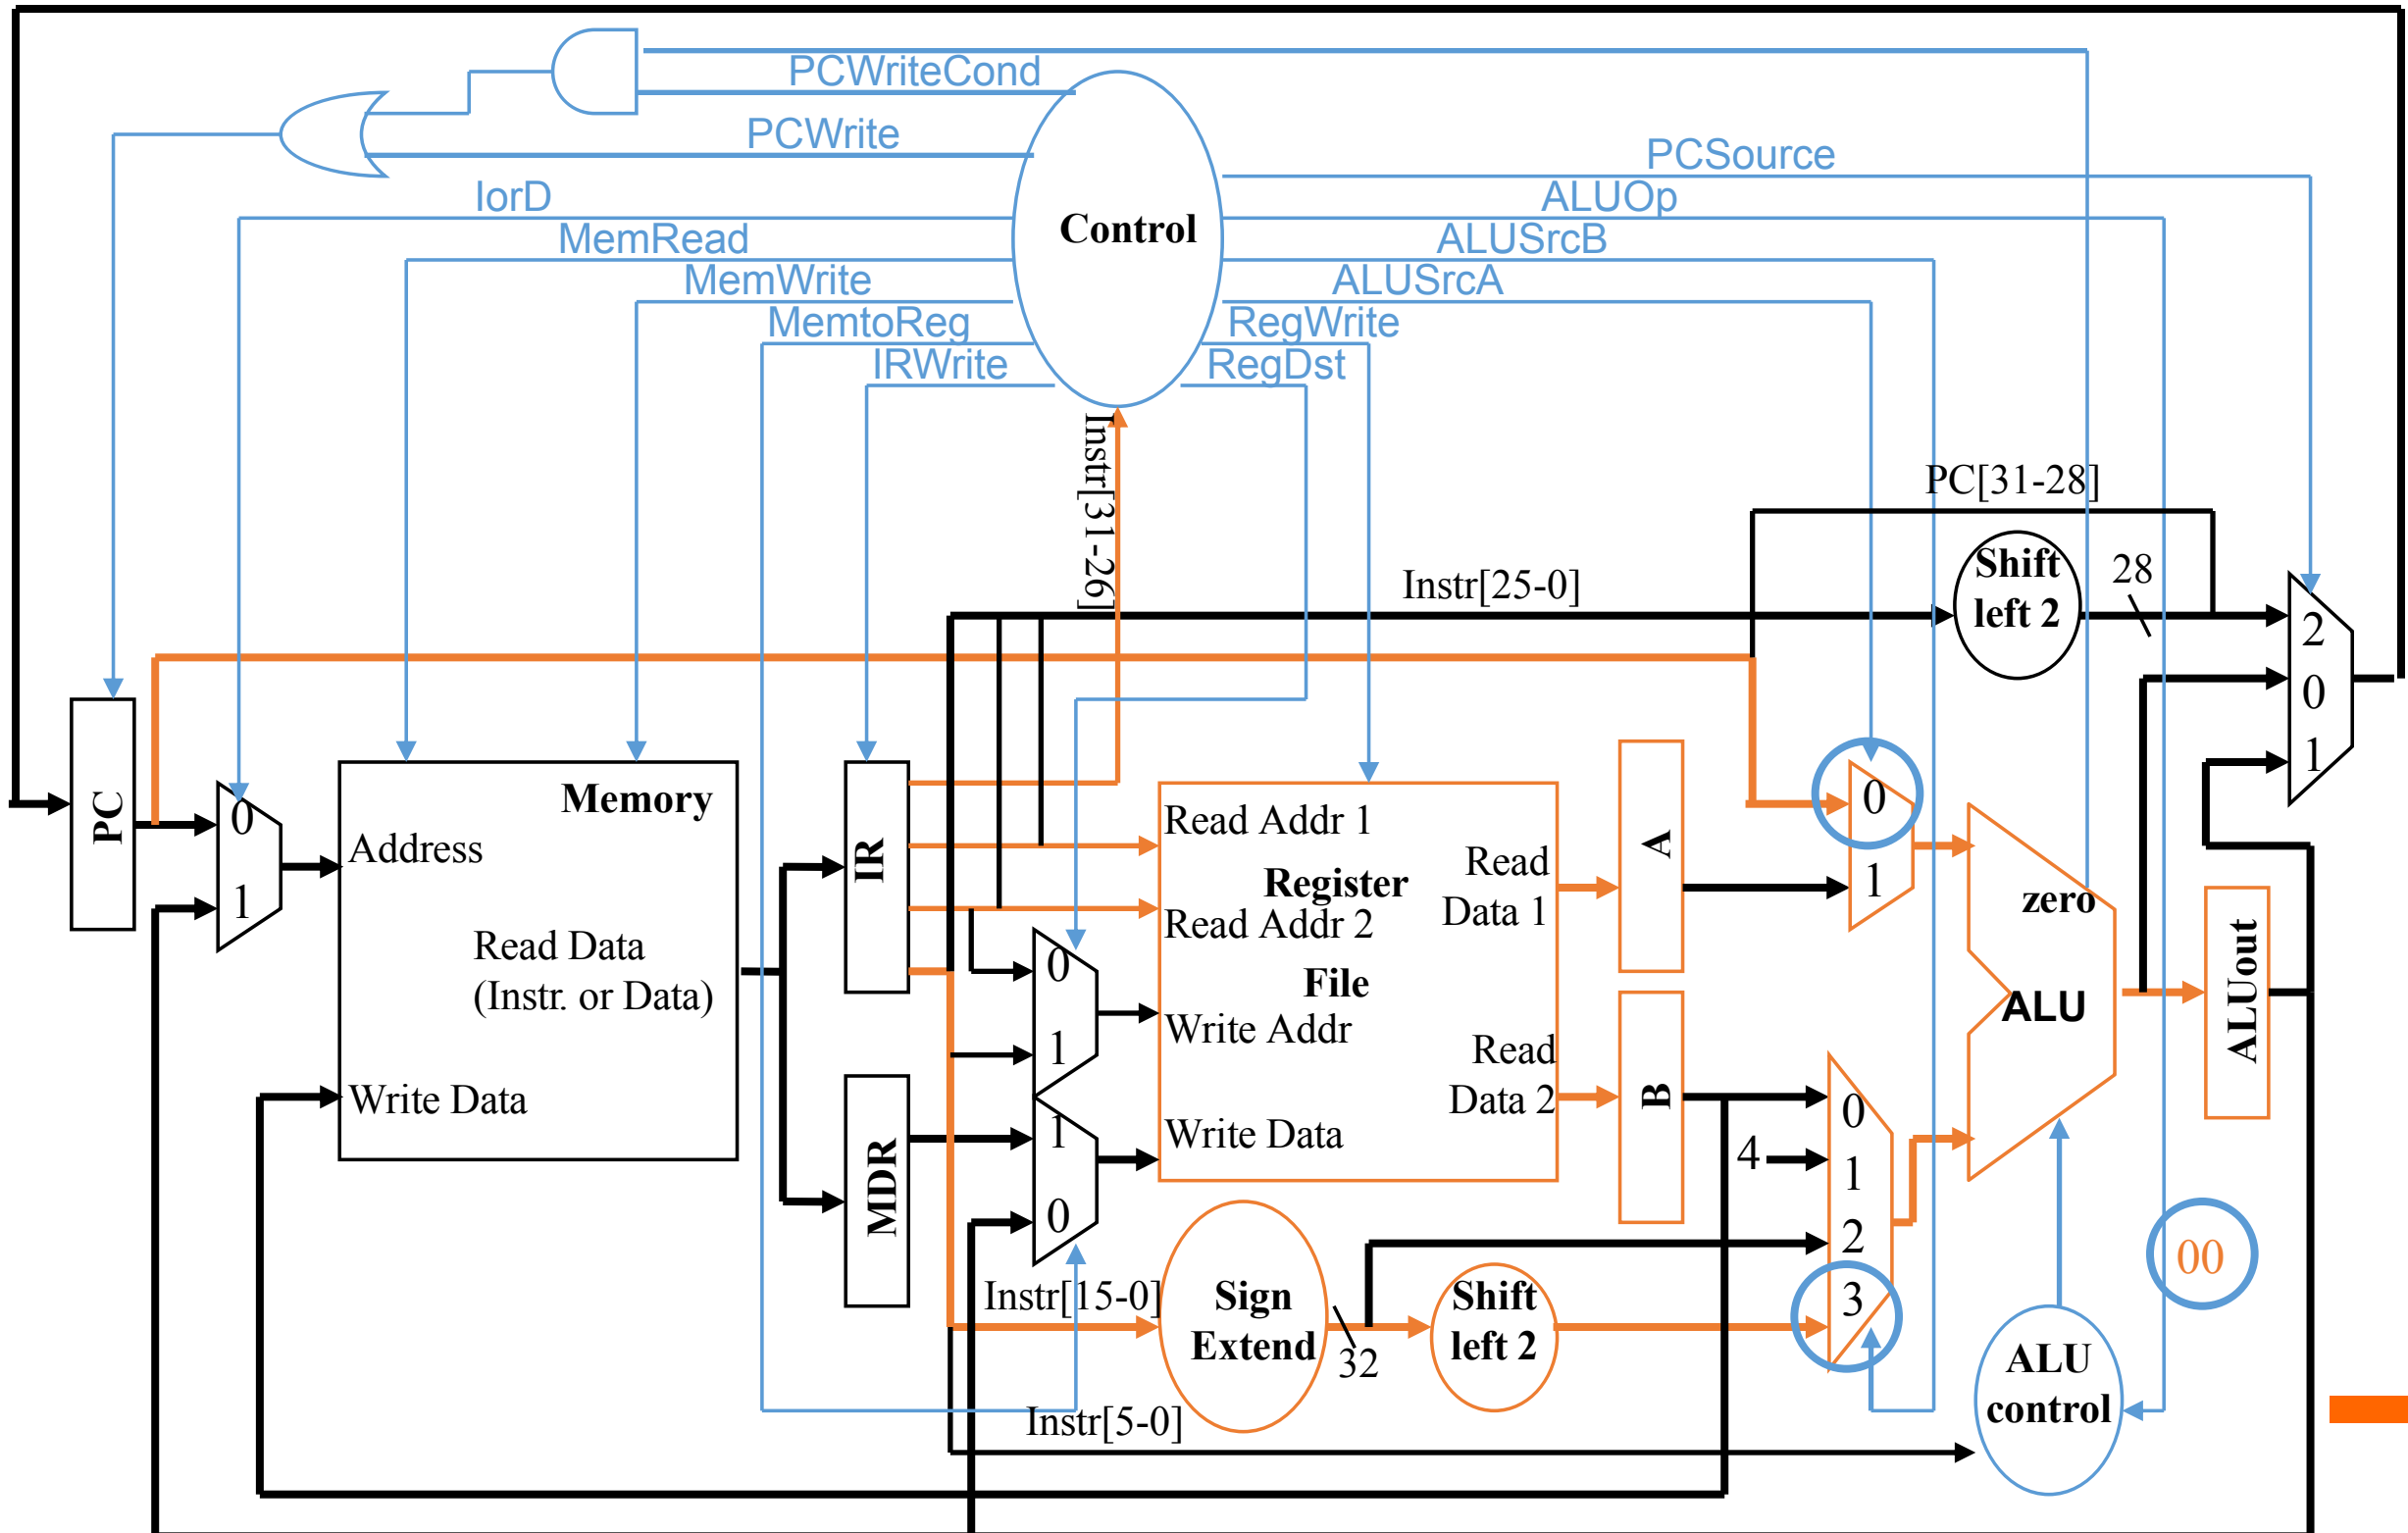 PCWriteCond
PCWrite
PCSource
IorD
ALUOp
Control
MemRead
ALUSrcB
MemWrite
ALUSrcA
MemtoReg
RegWrite
IRWrite
RegDst
Instr[31-26]
PC[31-28]
Instr[25-0]
Shift
left 2
28
2
0
1
PC
0
1
Memory
Address
Read Data
(Instr. or Data)
Write Data
IR
MDR
0
1
1
0
Read Addr 1
Register
Read Addr 2
File
Write Addr
Write Data
Read
Data 1
Read
Data 2
A
B
0
1
zero
ALU
ALUout
4
0
1
2
3
00
Instr[15-0]
Sign
Extend
32
Shift
left 2
ALU
control
Instr[5-0]